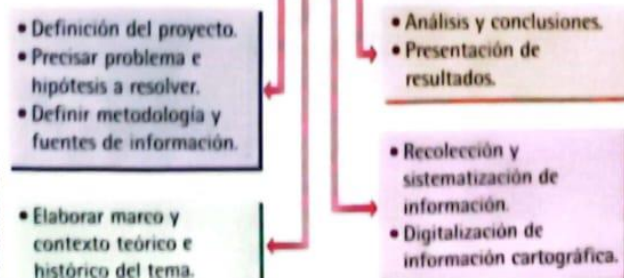 • Definición del proyecto.
• Precisar problema e
hipótesis a resolver.
• Definir metodología y
fuentes de información.
• Elaborar marco y
contexto teórico e
histórico del tema.
• Análisis y conclusiones.
• Presentación de
resultados.
• Recolección y
sistematización de
información.
• Digitalización de
información cartográfica.